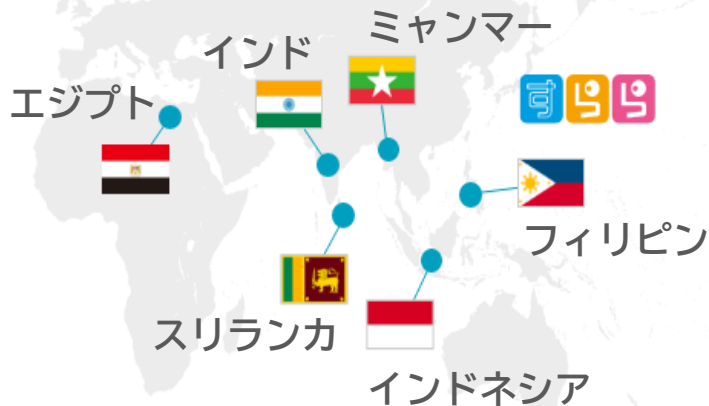 ミャンマー
インド
エジプト
すらら
フィリピン
スリランカ
インドネシア